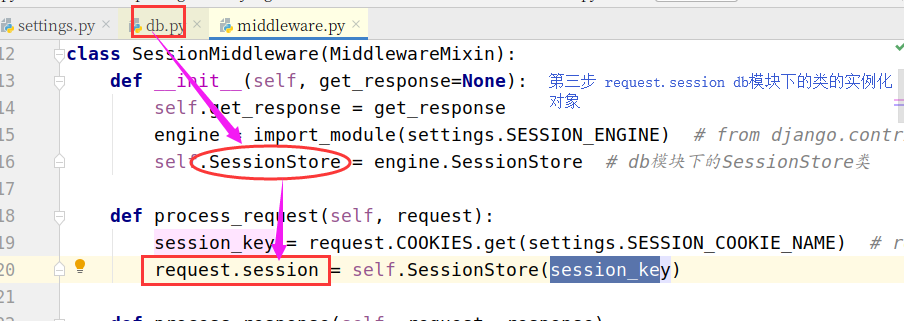 settings.py db.py middleware.py
12 class SessionMiddleware(MiddlewareMixin):
13 def __init__(self, get_response=None): 第三步 request.session db模块下的类的实例化
14 self.get_response = get_response 对象
15 engine = import_module(settings.SESSION_ENGINE) # from django.contr
16 self.SessionStore = engine.SessionStore # db模块下的SessionStore类
17
18 def process_request(self, request):
19 session_key = request.COOKIES.get(settings.SESSION_COOKIE_NAME) # r
20 request.session = self.SessionStore(session_key)
21